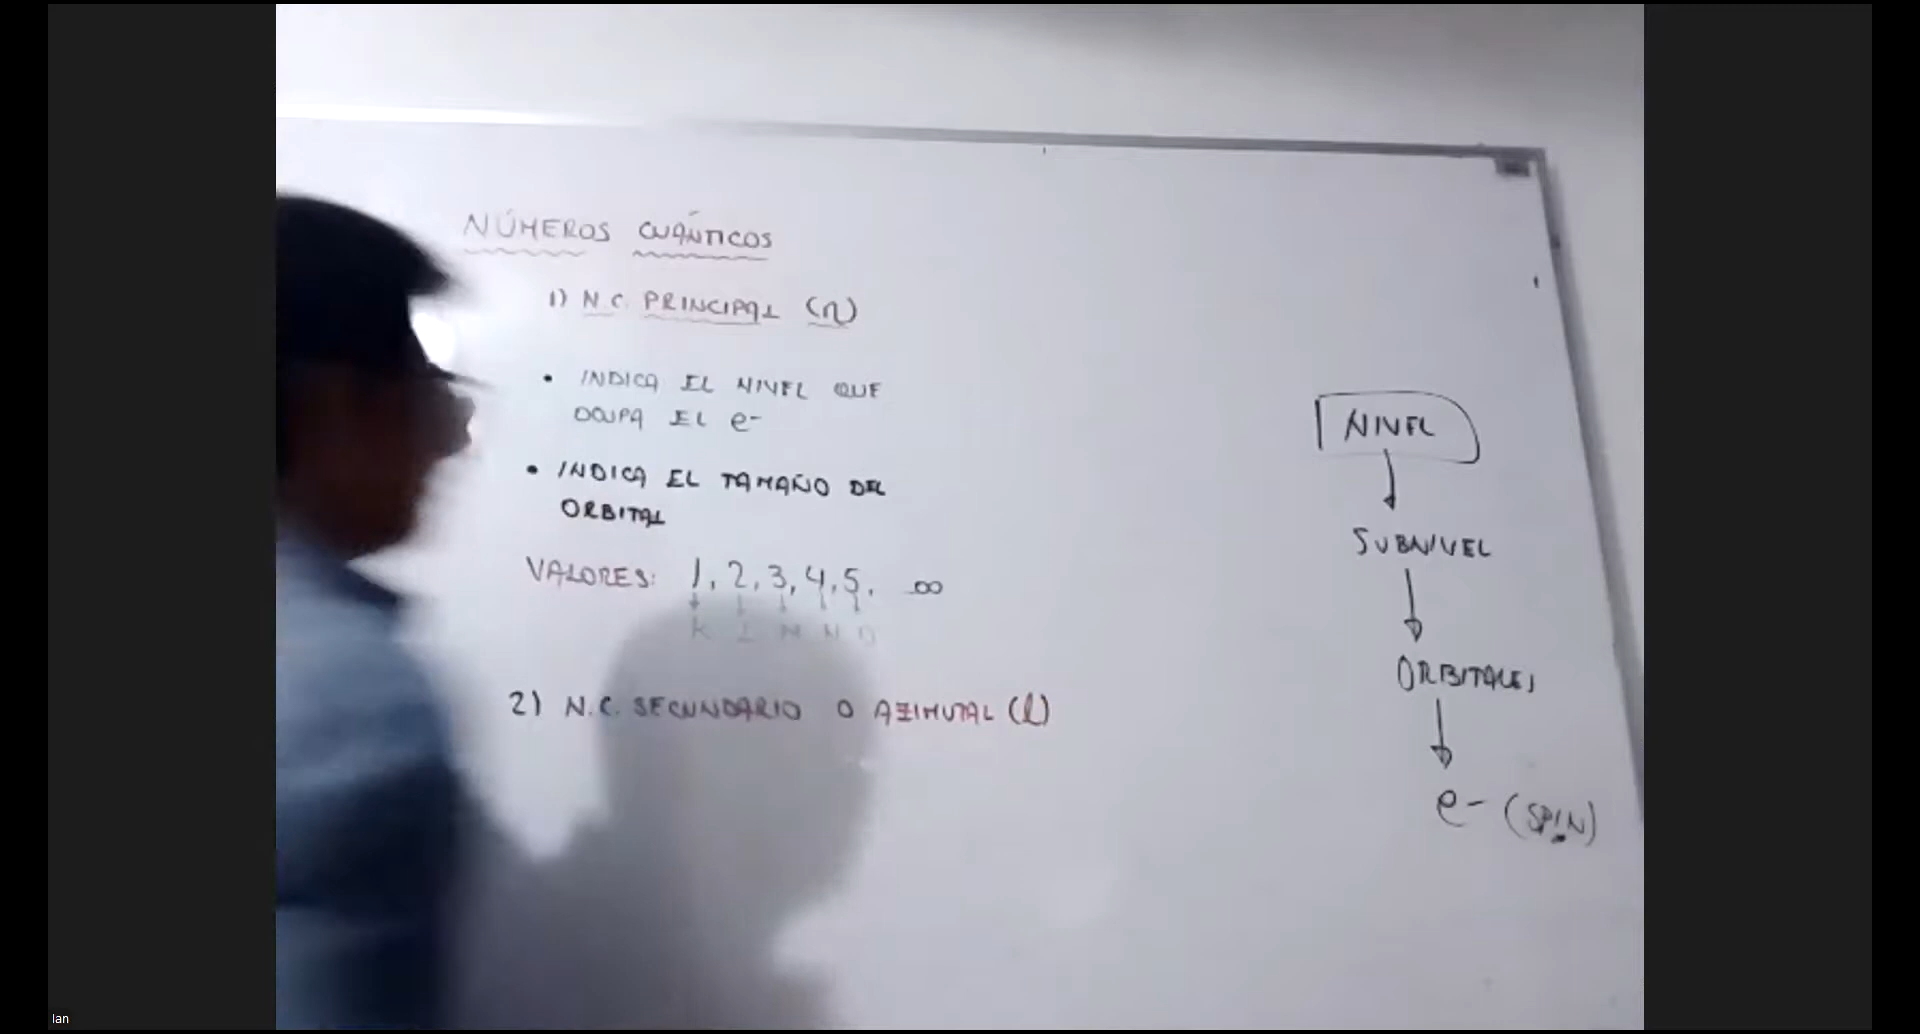 NÚMEROS CUÁNTICOS
1) N.C. PRINCIPAL (n)
• INDICA EL NIVEL QUE
OCUPA EL e-
• INDICA EL TAMAÑO DEL
ORBITAL
VALORES: 1, 2, 3, 4, 5, ... ∞
K L M N O
2) N.C. SECUNDARIO O AZIMUTAL (l)
NIVEL
SUBNIVEL
ORBITALES
e- (SPIN)
Ian